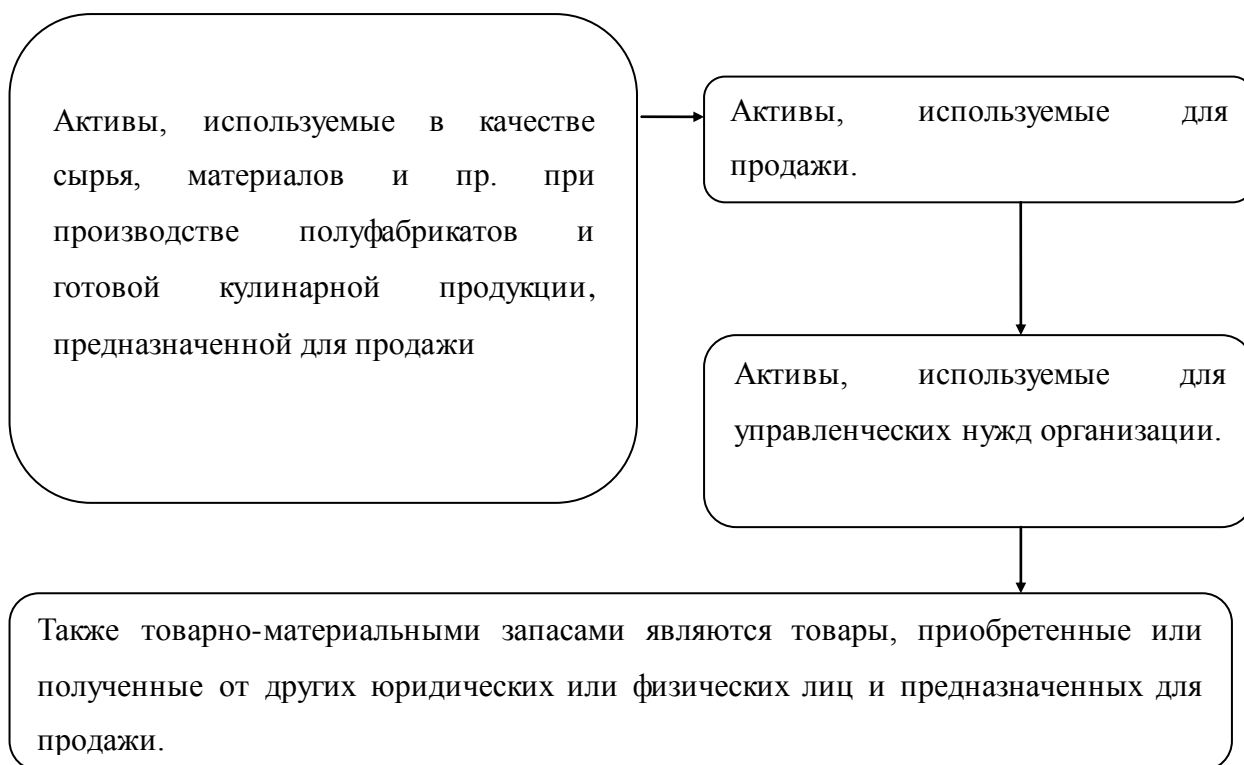 Активы, используемые в качестве
сырья, материалов и пр. при
производстве полуфабрикатов и
готовой кулинарной продукции,
предназначенной для продажи
Активы, используемые для
продажи.
Активы, используемые для
управленческих нужд организации.
Также товарно-материальными запасами являются товары, приобретенные или
полученные от других юридических или физических лиц и предназначенных для
продажи.